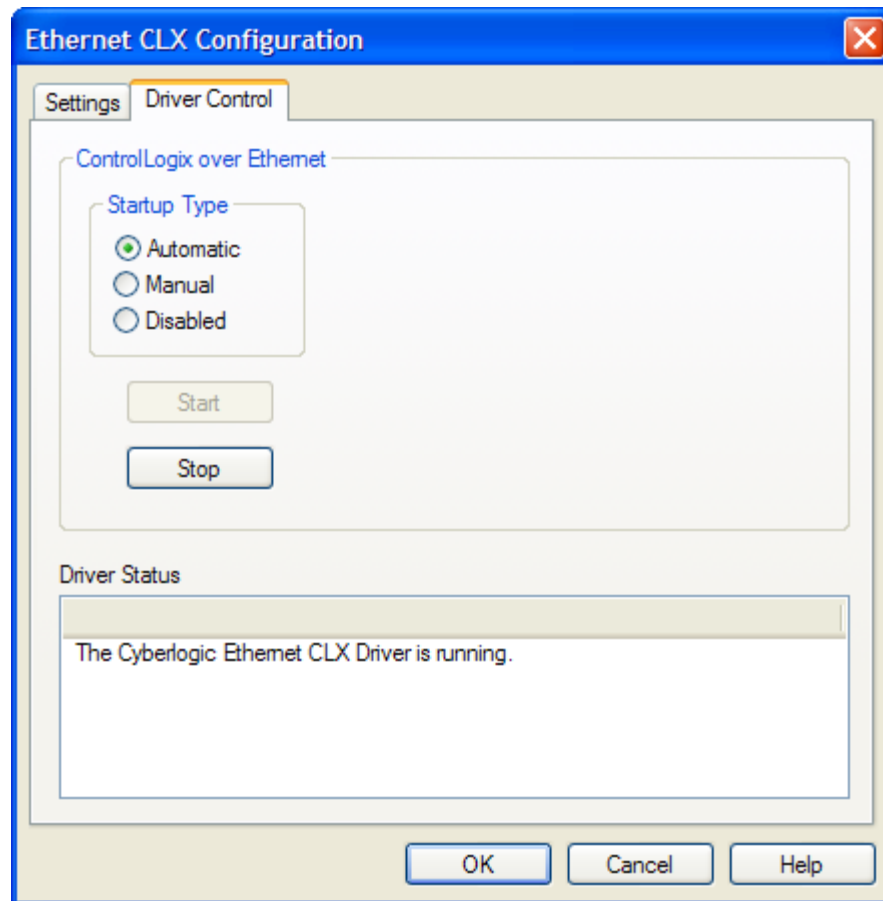 Ethernet CLX Configuration
Settings
Driver Control
ControlLogix over Ethernet
Startup Type
Automatic
Manual
Disabled
Start
Stop
Driver Status
The Cyberlogic Ethernet CLX Driver is running.
OK
Cancel
Help